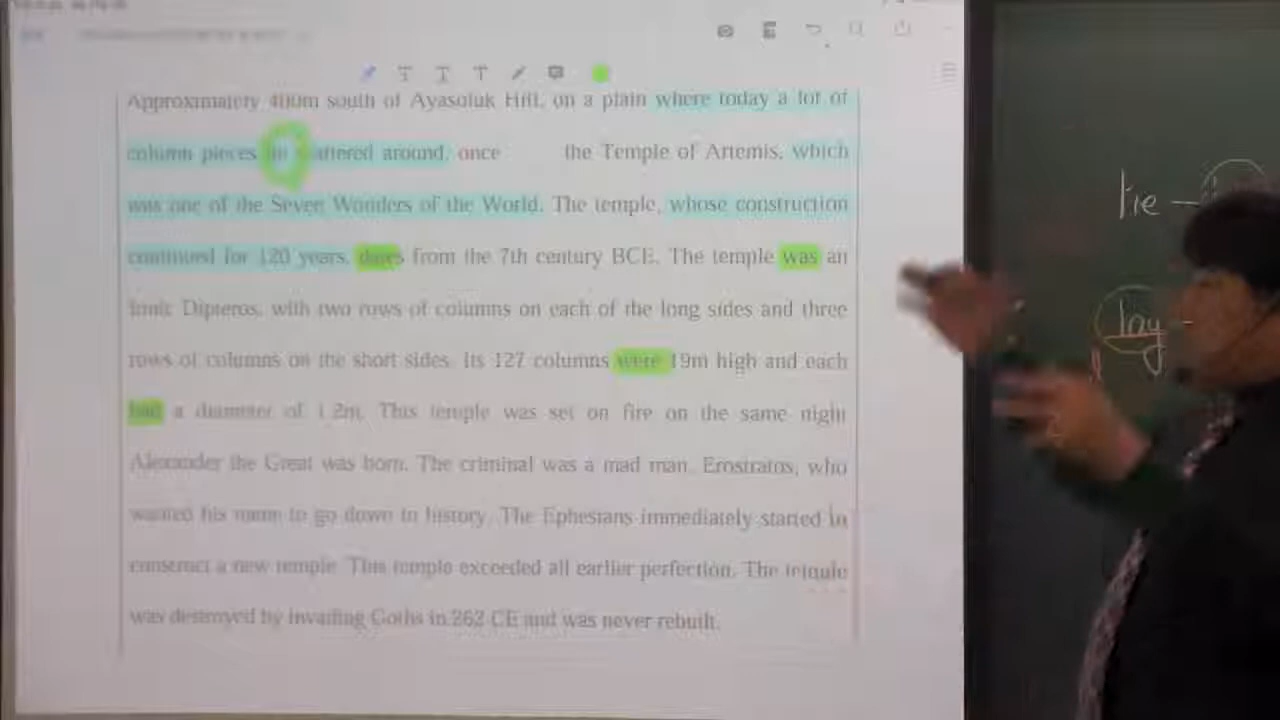 Approximately 400m south of Ayasoluk Hill, on a plain where today a lot of
column pieces lie scattered around, once the Temple of Artemis, which
was one of the Seven Wonders of the World. The temple, whose construction
continued for 120 years, dates from the 7th century BCE. The temple was an
Ionic Dipteros, with two rows of columns on each of the long sides and three
rows of columns on the short sides. Its 127 columns were 19m high and each
had a diameter of 1.2m. This temple was set on fire on the same night
Alexander the Great was born. The criminal was a mad man, Erostratos, who
wanted his name to go down in history. The Ephesians immediately started to
construct a new temple. This temple exceeded all earlier perfection. The temple
was destroyed by invading Goths in 262 CE and was never rebuilt.
lie –
lay –